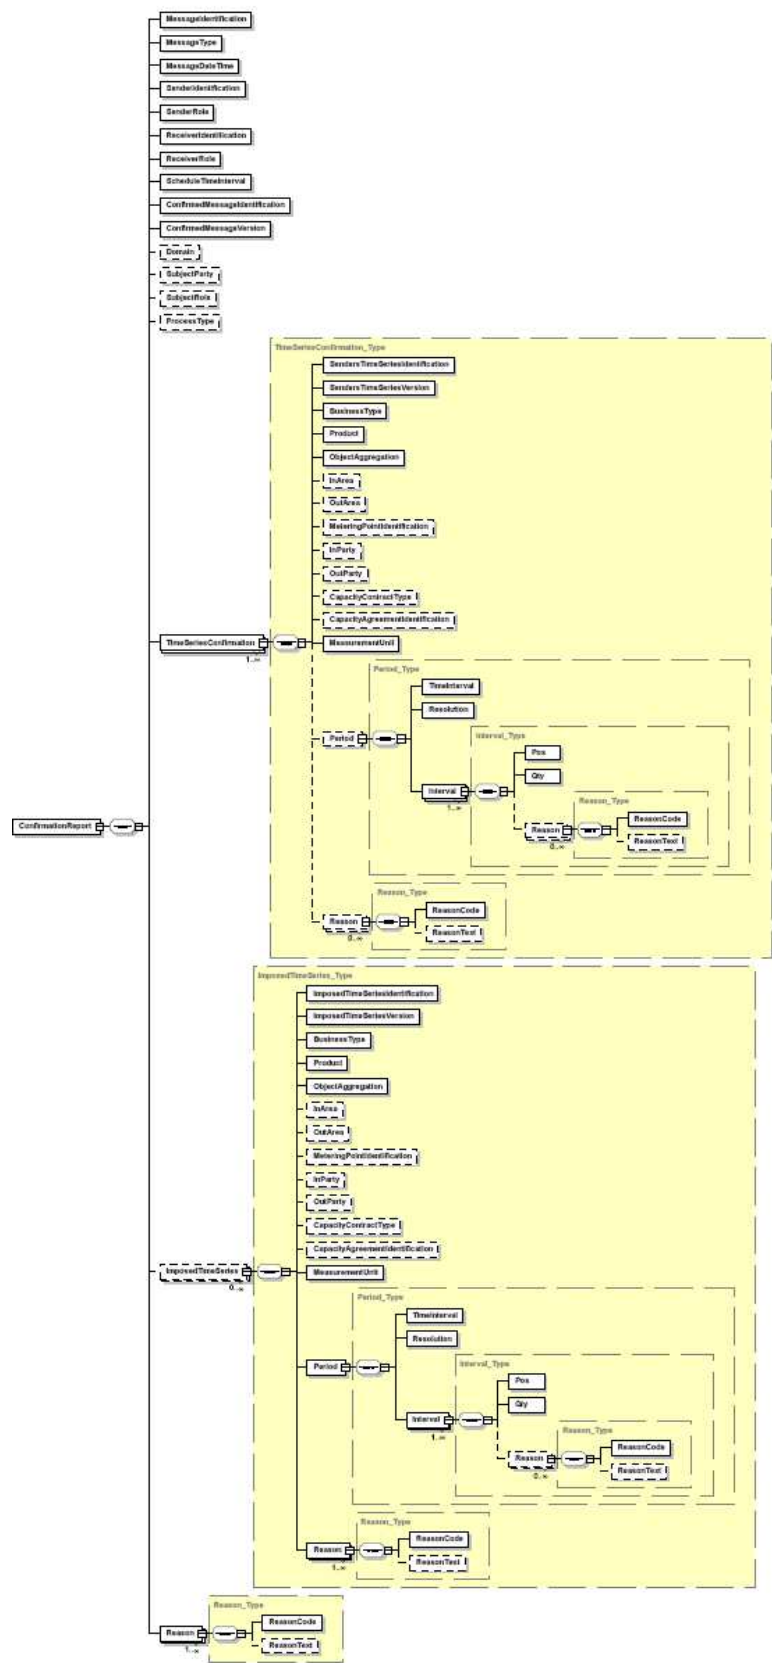 MessageIdentification
MessageType
MessageDateTime
SenderIdentification
SenderRole
ReceiverIdentification
ReceiverRole
ScheduleTimeInterval
ConfirmedMessageIdentification
ConfirmedMessageVersion
Domain
SubjectParty
SubjectRole
ProcessType
TimeSeriesConfirmation_Type
SendersTimeSeriesIdentification
SendersTimeSeriesVersion
BusinessType
Product
ObjectAggregation
InArea
OutArea
MeteringPointIdentification
InParty
OutParty
CapacityContractType
CapacityAgreementIdentification
TimeSeriesConfirmation
1..∞
MeasurementUnit
Period_Type
TimeInterval
Resolution
Period
Interval_Type
Pos
Qty
Interval
1..∞
Reason_Type
ReasonCode
Reason
0..∞
ReasonText
ConfirmationReport
Reason_Type
ReasonCode
Reason
0..∞
ReasonText
ImposedTimeSeries_Type
ImposedTimeSeriesIdentification
ImposedTimeSeriesVersion
BusinessType
Product
ObjectAggregation
InArea
OutArea
MeteringPointIdentification
InParty
OutParty
CapacityContractType
CapacityAgreementIdentification
ImposedTimeSeries
0..∞
MeasurementUnit
Period_Type
TimeInterval
Resolution
Period
Interval_Type
Pos
Qty
Interval
1..∞
Reason_Type
ReasonCode
Reason
0..∞
ReasonText
Reason_Type
ReasonCode
Reason
1..∞
ReasonText
Reason_Type
ReasonCode
Reason
1..∞
ReasonText